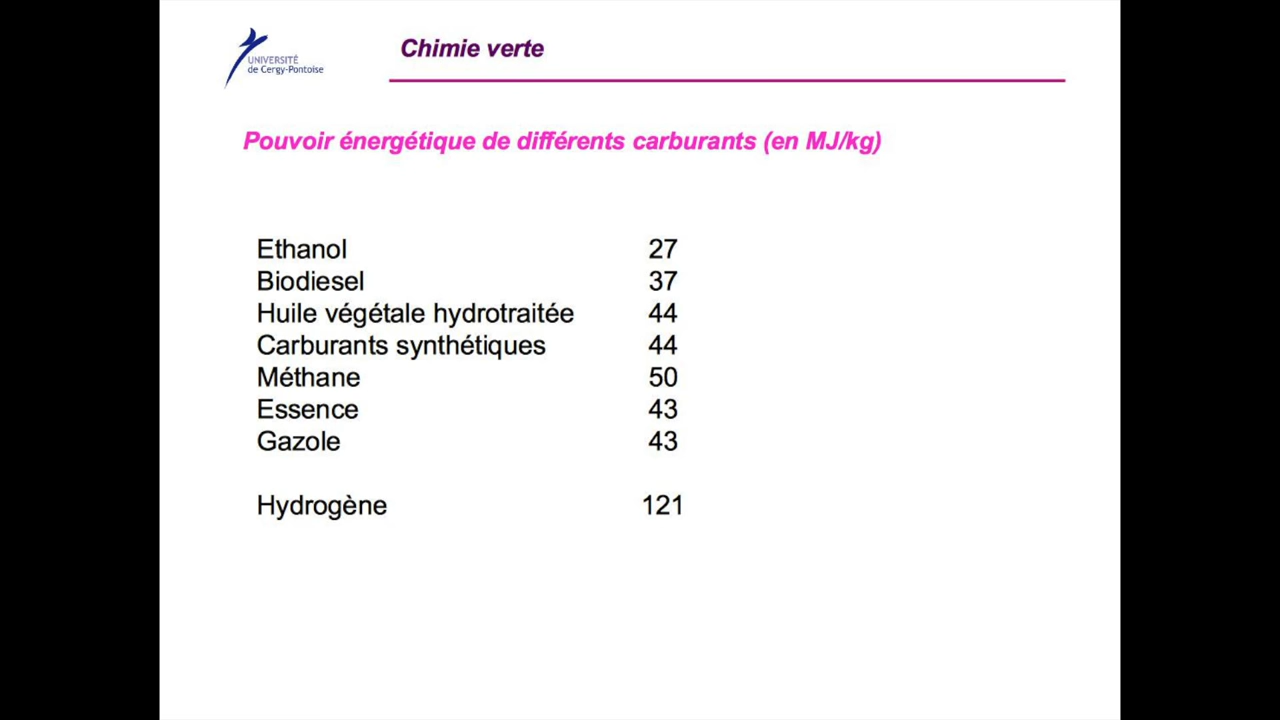 UNIVERSITÉ
de Cergy-Pontoise
Chimie verte
Pouvoir énergétique de différents carburants (en MJ/kg)
Ethanol 27
Biodiesel 37
Huile végétale hydrotraitée 44
Carburants synthétiques 44
Méthane 50
Essence 43
Gazole 43
Hydrogène 121